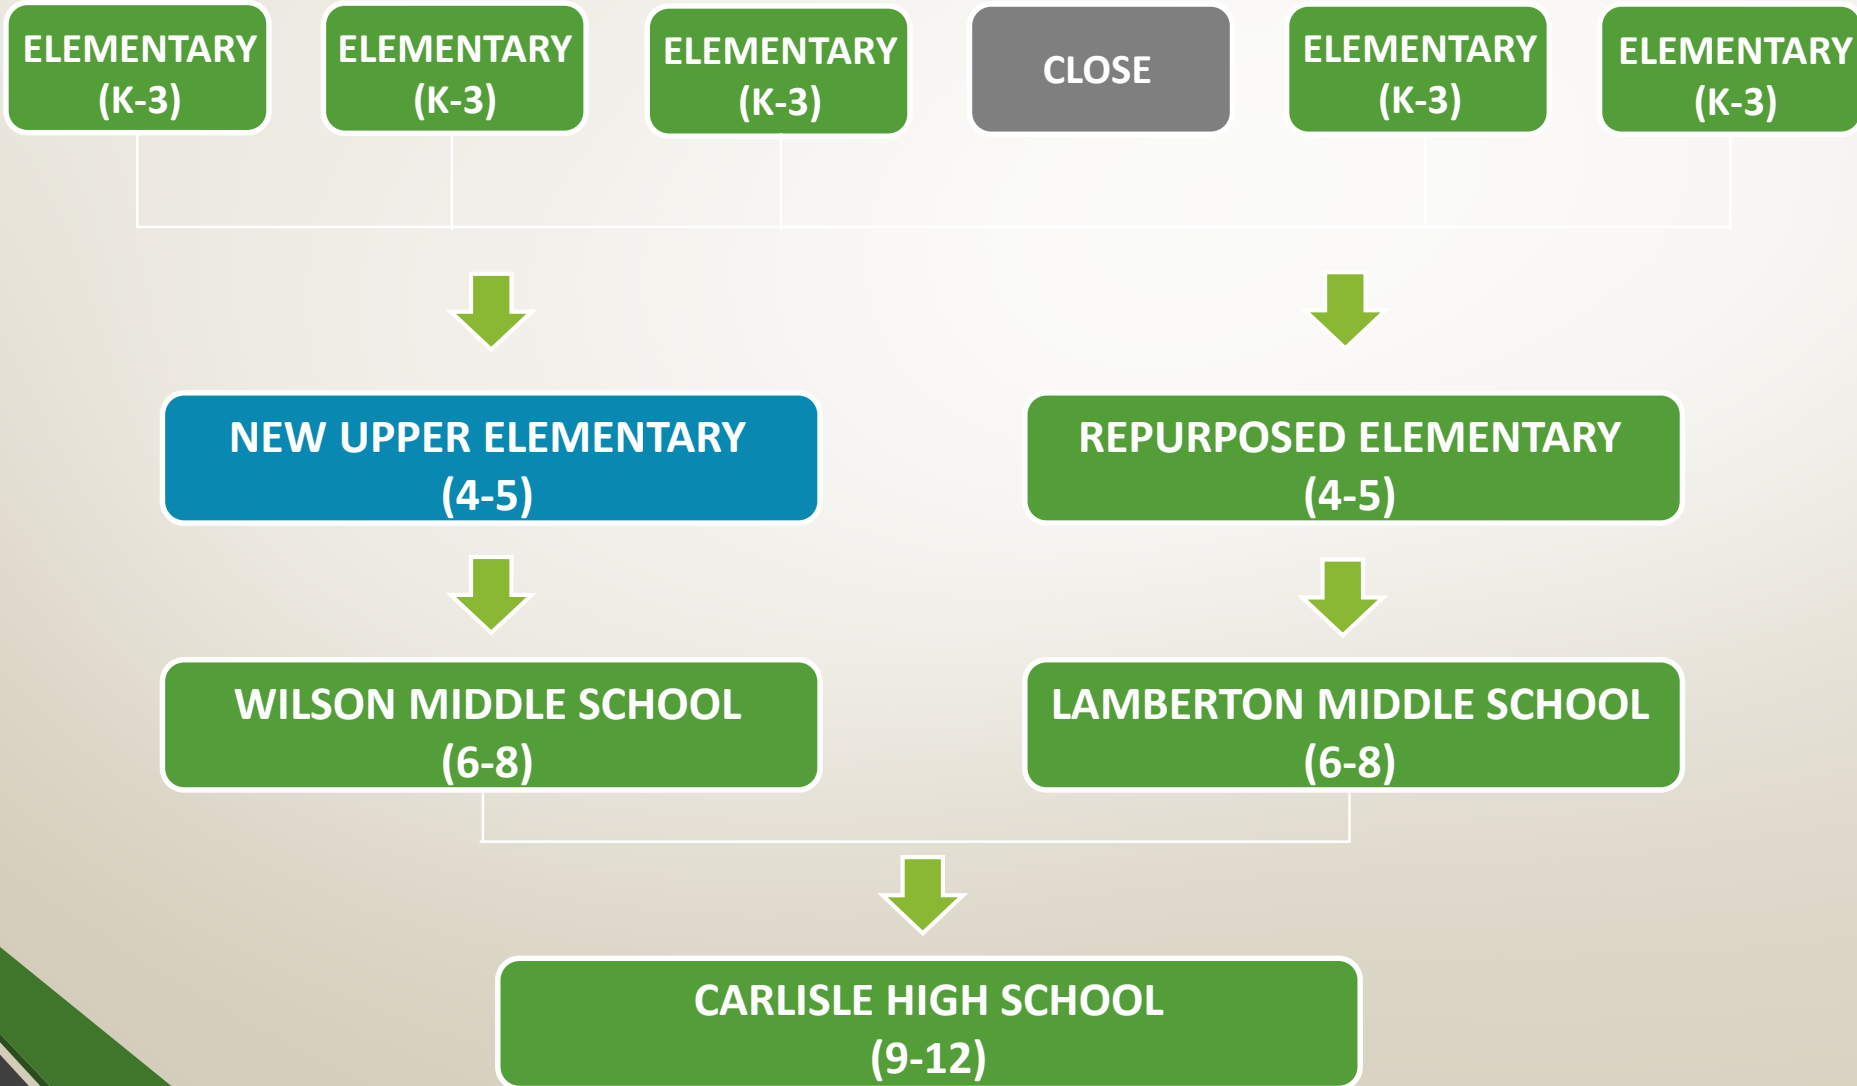 ELEMENTARY
(K-3)
ELEMENTARY
(K-3)
ELEMENTARY
(K-3)
CLOSE
ELEMENTARY
(K-3)
ELEMENTARY
(K-3)
NEW UPPER ELEMENTARY
(4-5)
REPURPOSED ELEMENTARY
(4-5)
WILSON MIDDLE SCHOOL
(6-8)
LAMBERTON MIDDLE SCHOOL
(6-8)
CARLISLE HIGH SCHOOL
(9-12)